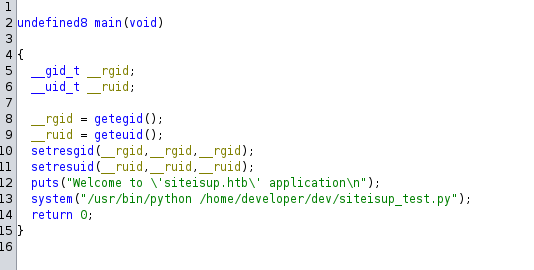 1
2 undefined8 main(void)
3
4 {
5   __gid_t __rgid;
6   __uid_t __ruid;
7
8   __rgid = getegid();
9   __ruid = geteuid();
10   setresgid(__rgid,__rgid,__rgid);
11   setresuid(__ruid,__ruid,__ruid);
12   puts("Welcome to \'siteisup.htb\' application\n");
13   system("/usr/bin/python /home/developer/dev/siteisup_test.py");
14   return 0;
15 }
16